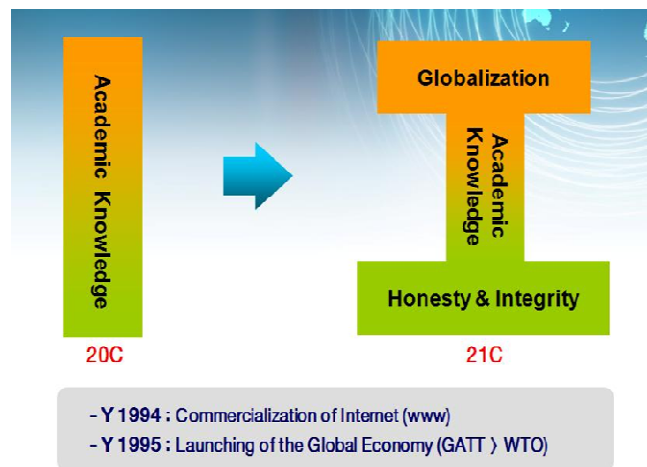 Academic Knowledge
Globalization
Academic
Knowledge
Honesty & Integrity
20C
21C
- Y 1994 : Commercialization of Internet (www)
- Y 1995 : Launching of the Global Economy (GATT 〉 WTO)